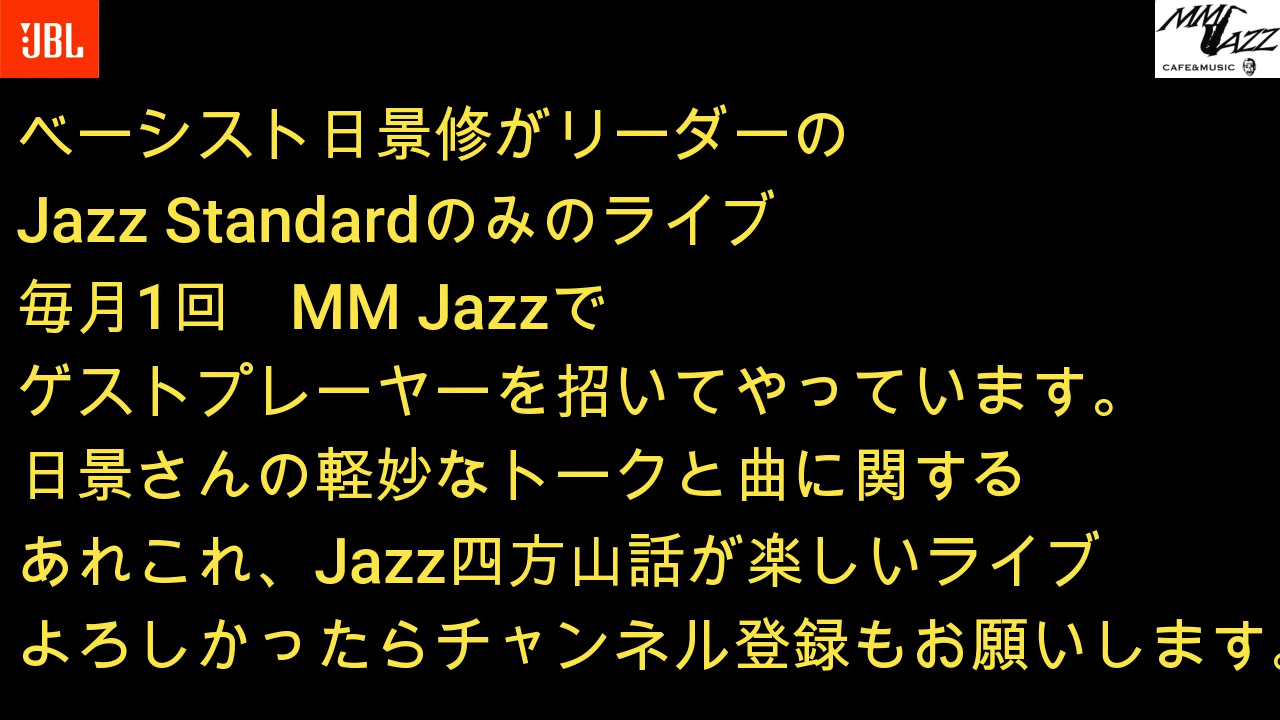 JBL
MMJAZZ
CAFE&MUSIC
ベーシスト日景修がリーダーの
Jazz Standardのみのライブ
毎月1回　MM Jazzで
ゲストプレーヤーを招いてやっています。
日景さんの軽妙なトークと曲に関する
あれこれ、Jazz四方山話が楽しいライブ
よろしかったらチャンネル登録もお願いします。